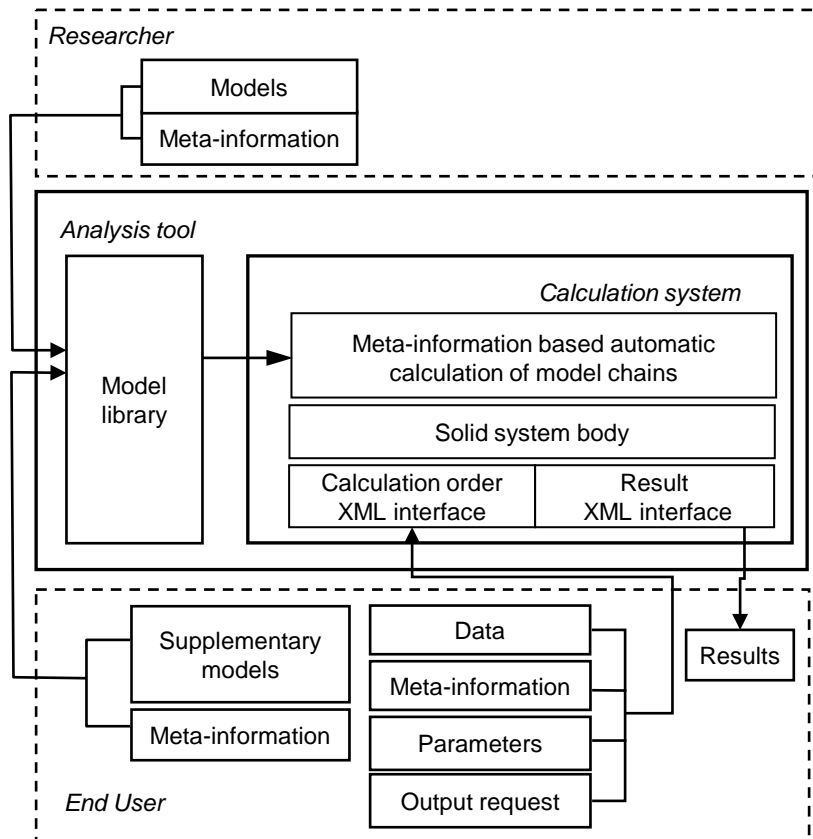 Researcher
Models
Meta-information
Analysis tool
Model
library
Calculation system
Meta-information based automatic
calculation of model chains
Solid system body
Calculation order
XML interface
Result
XML interface
Supplementary
models
Meta-information
Data
Meta-information
Parameters
Output request
Results
End User